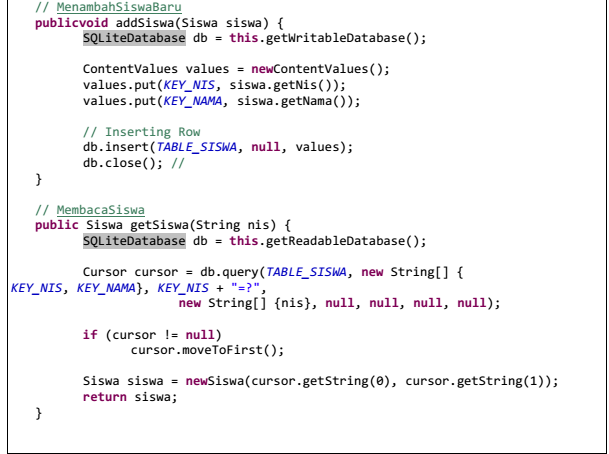 // MenambahSiswaBaru
publicvoid addSiswa(Siswa siswa) {
SQLiteDatabase db = this.getWritableDatabase();
ContentValues values = newContentValues();
values.put(KEY_NIS, siswa.getNis());
values.put(KEY_NAMA, siswa.getNama());
// Inserting Row
db.insert(TABLE_SISWA, null, values);
db.close(); //
}
// MembacaSiswa
public Siswa getSiswa(String nis) {
SQLiteDatabase db = this.getReadableDatabase();
Cursor cursor = db.query(TABLE_SISWA, new String[] {
KEY_NIS, KEY_NAMA}, KEY_NIS + "=?",
new String[] {nis}, null, null, null, null);
if (cursor != null)
cursor.moveToFirst();
Siswa siswa = newSiswa(cursor.getString(0), cursor.getString(1));
return siswa;
}